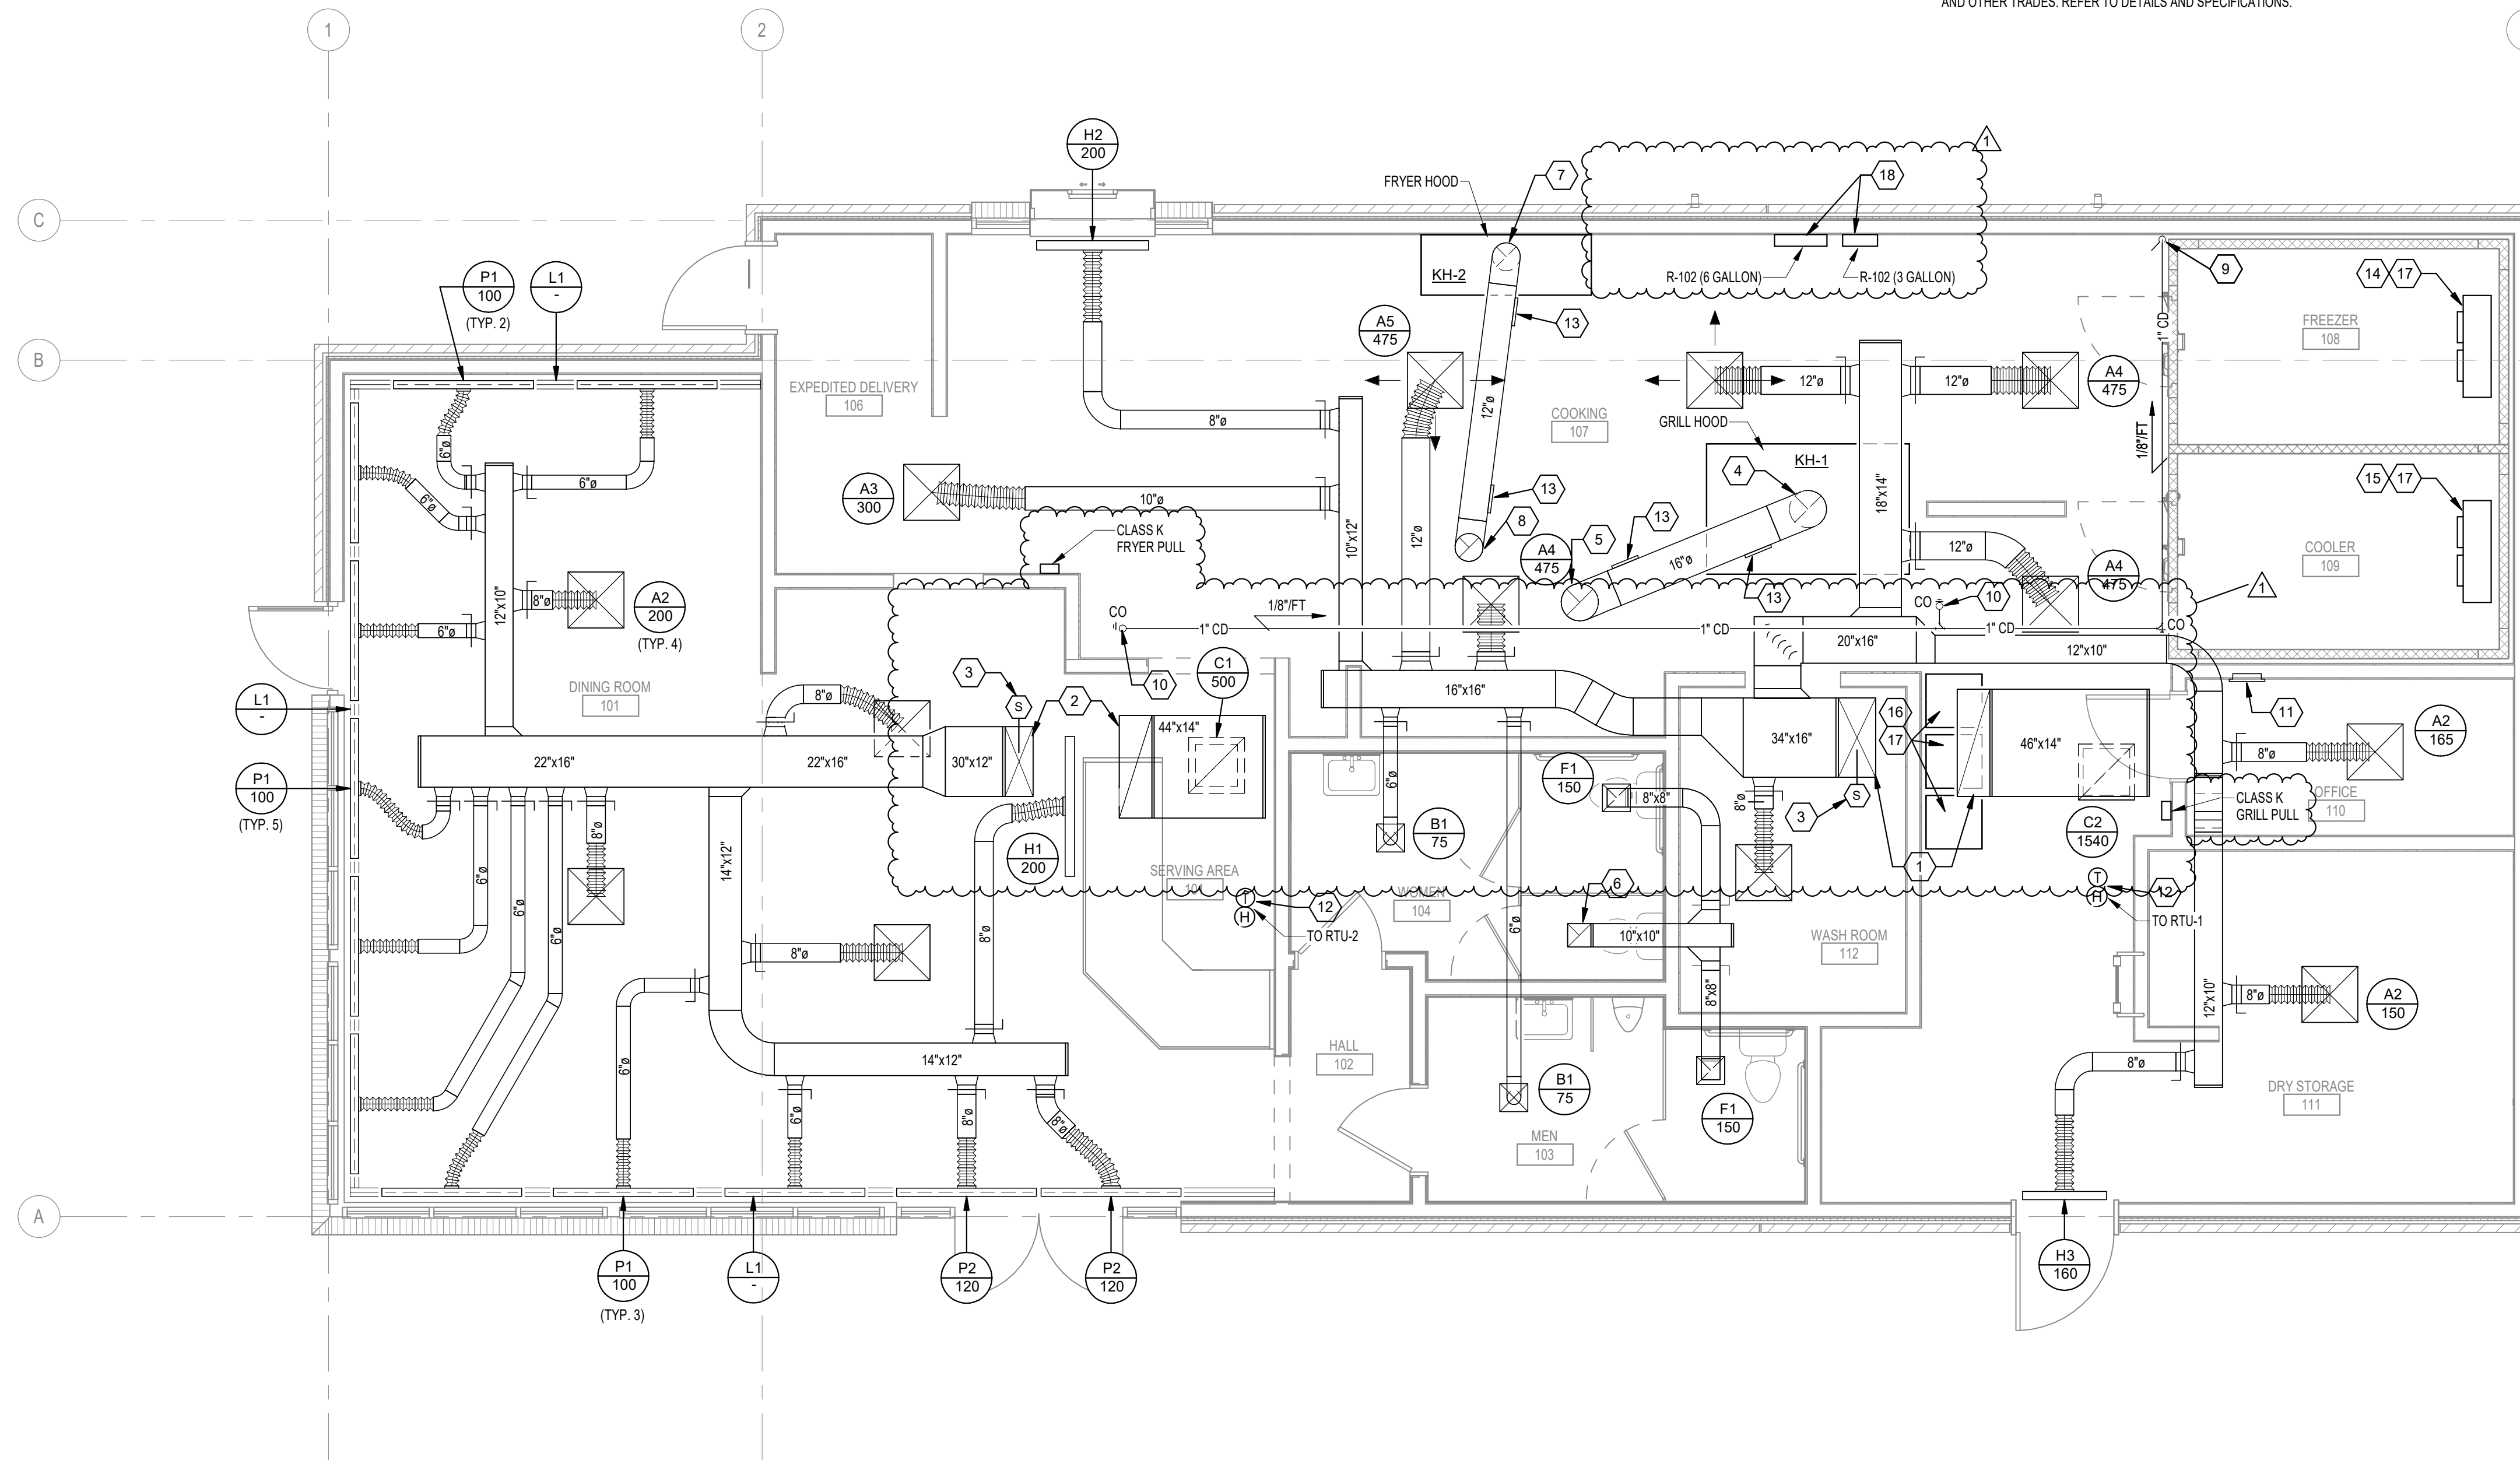 AND OTHER TRADES. REFER TO DETAILS AND SPECIFICATIONS.
1
2
C
B
A
H2
200
1
FRYER HOOD
7
18
KH-2
R-102 (6 GALLON)
R-102 (3 GALLON)
9
14
17
FREEZER
108
1" CD
P1
100
(TYP. 2)
L1
-
A5
475
13
EXPEDITED DELIVERY
106
8"ø
12"ø
COOKING
107
12"ø
12"ø
A4
475
GRILL HOOD
KH-1
4
1/8"/FT
15
17
COOLER
109
6"ø
6"ø
6"ø
A3
300
10"ø
13
8
13
18"x14"
12"ø
A4
475
5
16"ø
13
12"ø
10"x12"
A4
475
CLASS K
FRYER PULL
12"x10"
8"ø
A2
200
(TYP. 4)
6"ø
CO
1/8"/FT
1" CD
1" CD
CO
10
1" CD
CO
1
20"x16"
12"x10"
DINING ROOM
101
L1
-
8"ø
3
S
2
10
C1
500
44"x14"
16"x16"
34"x16"
16
17
46"x14"
11
A2
165
8"ø
22"x16"
22"x16"
30"x12"
P1
100
(TYP. 5)
8"ø
6"ø
F1
150
8"x8"
8"ø
S
3
CLASS K
GRILL PULL
OFFICE
110
14"x12"
H1
200
B1
75
C2
1540
6"ø
SERVING AREA
101
1
6
WOMEN
104
T
H
12
TO RTU-2
T
H
12
TO RTU-1
6"ø
6"ø
8"ø
8"ø
6"ø
10"x10"
WASH ROOM
112
8"x8"
12"x10"
8"ø
A2
150
6"ø
14"x12"
HALL
102
8"ø
DRY STORAGE
111
6"ø
8"ø
8"ø
B1
75
F1
150
MEN
103
P1
100
(TYP. 3)
L1
-
P2
120
P2
120
H3
160